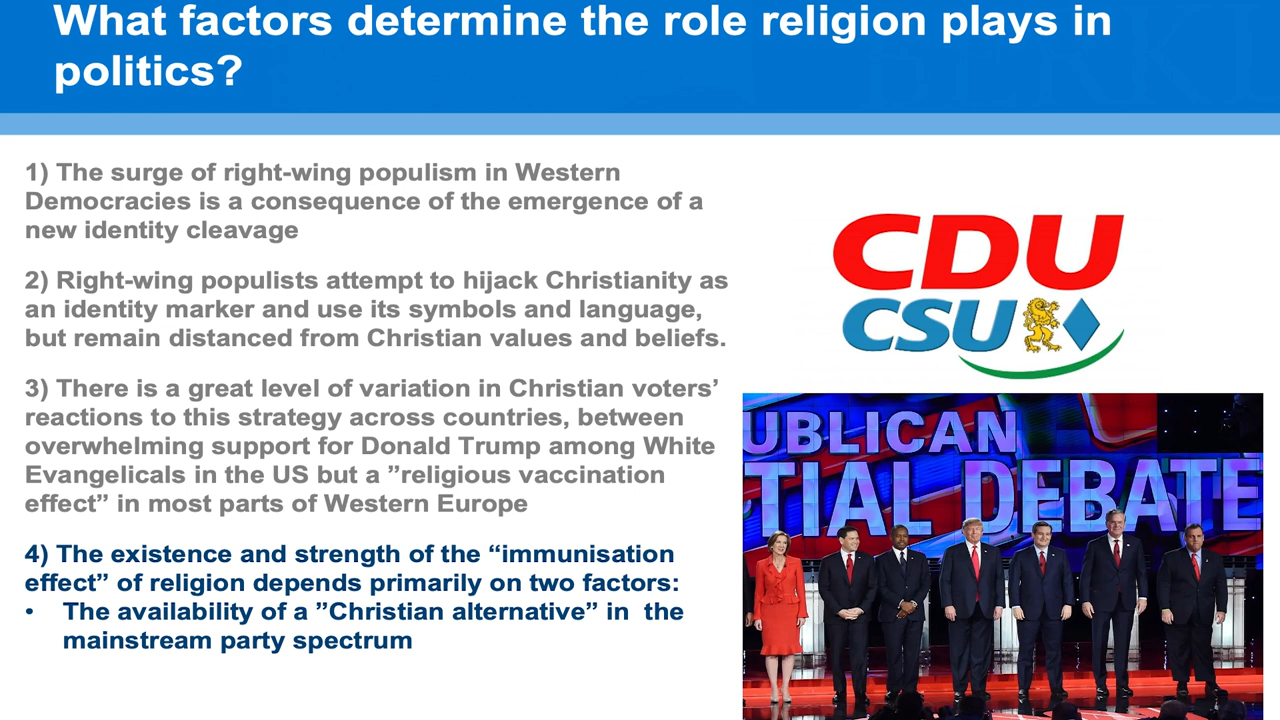 What factors determine the role religion plays in
politics?
1) The surge of right-wing populism in Western
Democracies is a consequence of the emergence of a
new identity cleavage
2) Right-wing populists attempt to hijack Christianity as
an identity marker and use its symbols and language,
but remain distanced from Christian values and beliefs.
3) There is a great level of variation in Christian voters’
reactions to this strategy across countries, between
overwhelming support for Donald Trump among White
Evangelicals in the US but a ”religious vaccination
effect” in most parts of Western Europe
4) The existence and strength of the “immunisation
effect” of religion depends primarily on two factors:
• The availability of a ”Christian alternative” in  the
mainstream party spectrum
CDU
CSU
UBLICAN
TIAL DEBATE